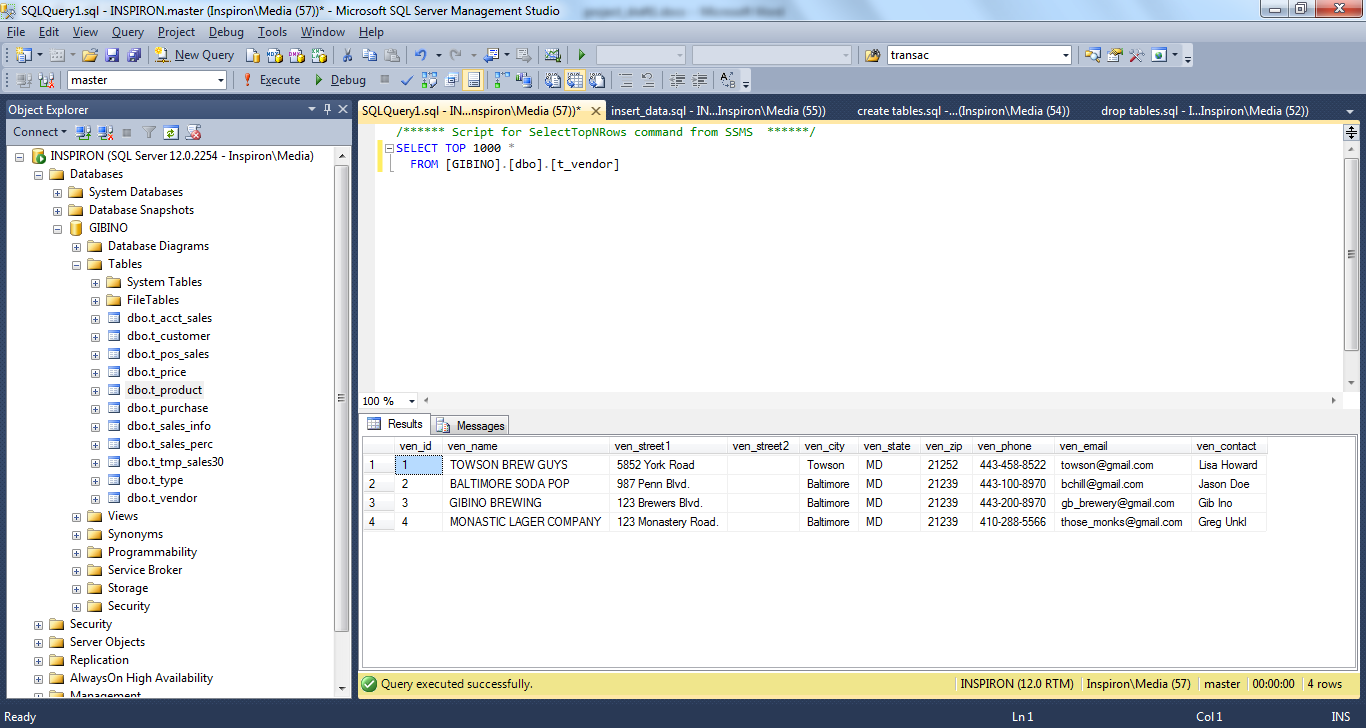 SQLQuery1.sql - INSPIRON.master (Inspiron\Media (57))* - Microsoft SQL Server Management Studio
File Edit View Query Project Debug Tools Window Help
New Query transac
master Execute Debug
Object Explorer
Connect
INSPIRON (SQL Server 12.0.2254 - Inspiron\Media)
Databases
System Databases
Database Snapshots
GIBINO
Database Diagrams
Tables
System Tables
FileTables
dbo.t_acct_sales
dbo.t_customer
dbo.t_pos_sales
dbo.t_price
dbo.t_product
dbo.t_purchase
dbo.t_sales_info
dbo.t_sales_perc
dbo.t_tmp_sales30
dbo.t_type
dbo.t_vendor
Views
Synonyms
Programmability
Service Broker
Storage
Security
Security
Server Objects
Replication
AlwaysOn High Availability
Management
SQLQuery1.sql - IN...nspiron\Media (57))* insert_data.sql - IN...Inspiron\Media (55)) create tables.sql -...(Inspiron\Media (54)) drop tables.sql - I...Inspiron\Media (52))
/****** Script for SelectTopNRows command from SSMS ******/
SELECT TOP 1000 *
FROM [GIBINO].[dbo].[t_vendor]
100 %
Results Messages
ven_id ven_name ven_street1 ven_street2 ven_city ven_state ven_zip ven_phone ven_email ven_contact
1 1 TOWSON BREW GUYS 5852 York Road Towson MD 21252 443-458-8522 towson@gmail.com Lisa Howard
2 2 BALTIMORE SODA POP 987 Penn Blvd. Baltimore MD 21239 443-100-8970 bchill@gmail.com Jason Doe
3 3 GIBINO BREWING 123 Brewers Blvd. Baltimore MD 21239 443-200-8970 gb_brewery@gmail.com Gib Ino
4 4 MONASTIC LAGER COMPANY 123 Monastery Road. Baltimore MD 21239 410-288-5566 those_monks@gmail.com Greg Unkl
Query executed successfully. INSPIRON (12.0 RTM) Inspiron\Media (57) master 00:00:00 4 rows
Ready Ln 1 Col 1 INS